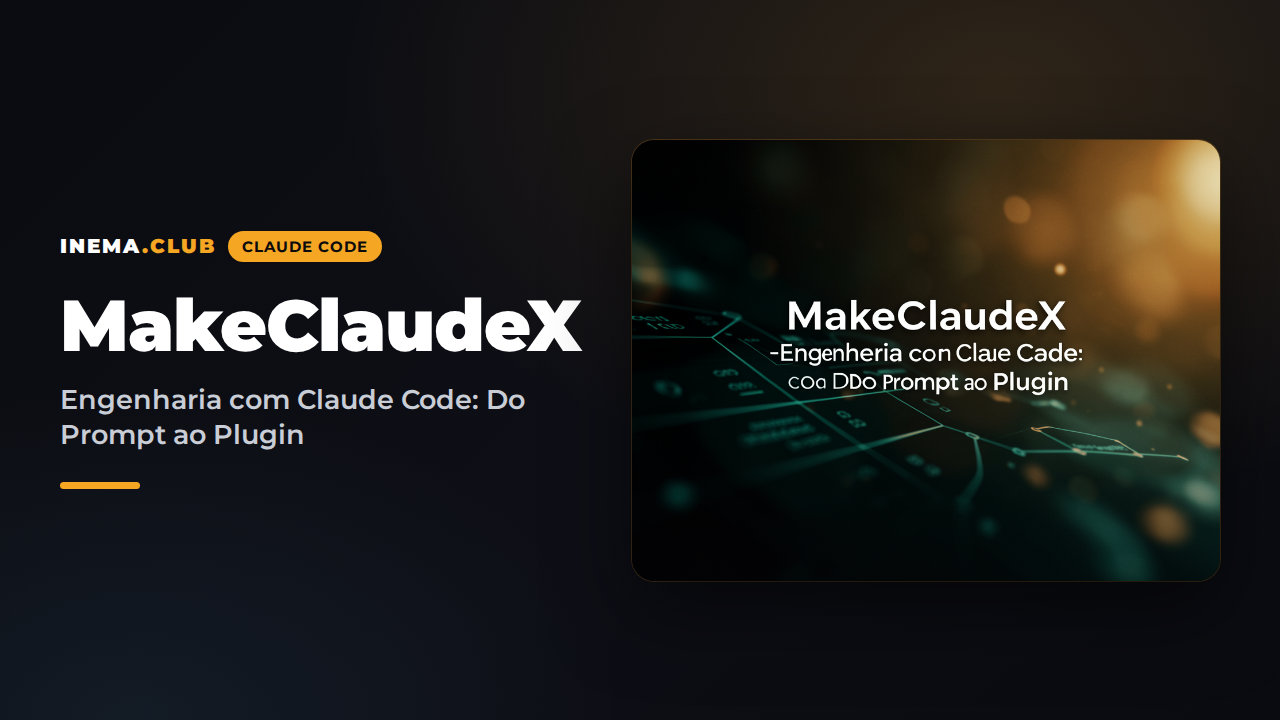 INEMA.CLUB
CLAUDE CODE
MakeClaudeX
Engenharia com Claude Code: Do
Prompt ao Plugin
MakeClaudeX
-Engenheria con Claue Cade:
coa DDo Prompt ao Plugin